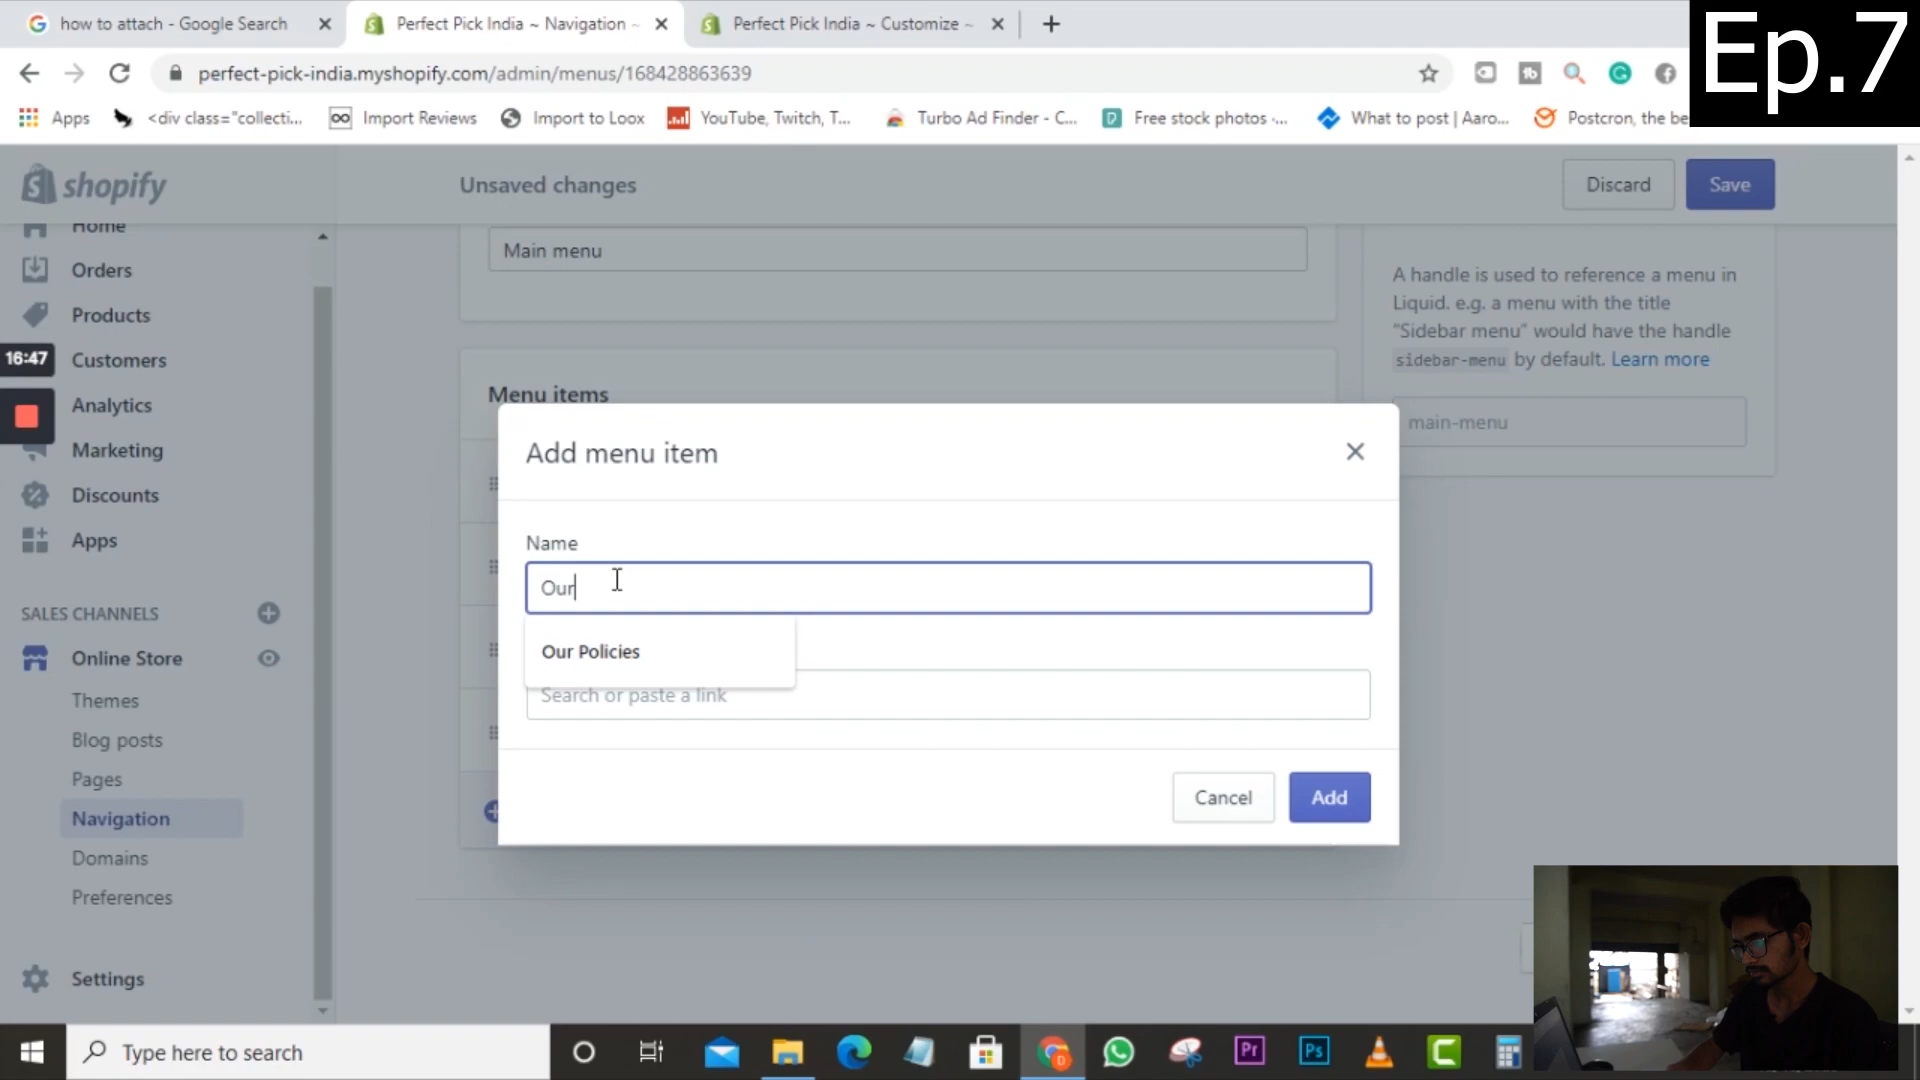 how to attach - Google Search
Perfect Pick India ~ Navigation ~
Perfect Pick India ~ Customize ~
Ep.7
perfect-pick-india.myshopify.com/admin/menus/168428863639
Apps
<div class="collecti...
Import Reviews
Import to Loox
YouTube, Twitch, T...
Turbo Ad Finder - C...
Free stock photos ·...
What to post | Aaro...
Postcron, the be
shopify
Unsaved changes
Discard
Save
Home
Orders
Products
16:47
Customers
Analytics
Marketing
Discounts
Apps
SALES CHANNELS
Online Store
Themes
Blog posts
Pages
Navigation
Domains
Preferences
Settings
Main menu
Menu items
A handle is used to reference a menu in
Liquid. e.g. a menu with the title
"Sidebar menu" would have the handle
sidebar-menu by default. Learn more
main-menu
Add menu item
Name
Our
Our Policies
Search or paste a link
Cancel
Add
Type here to search
Pr
Ps